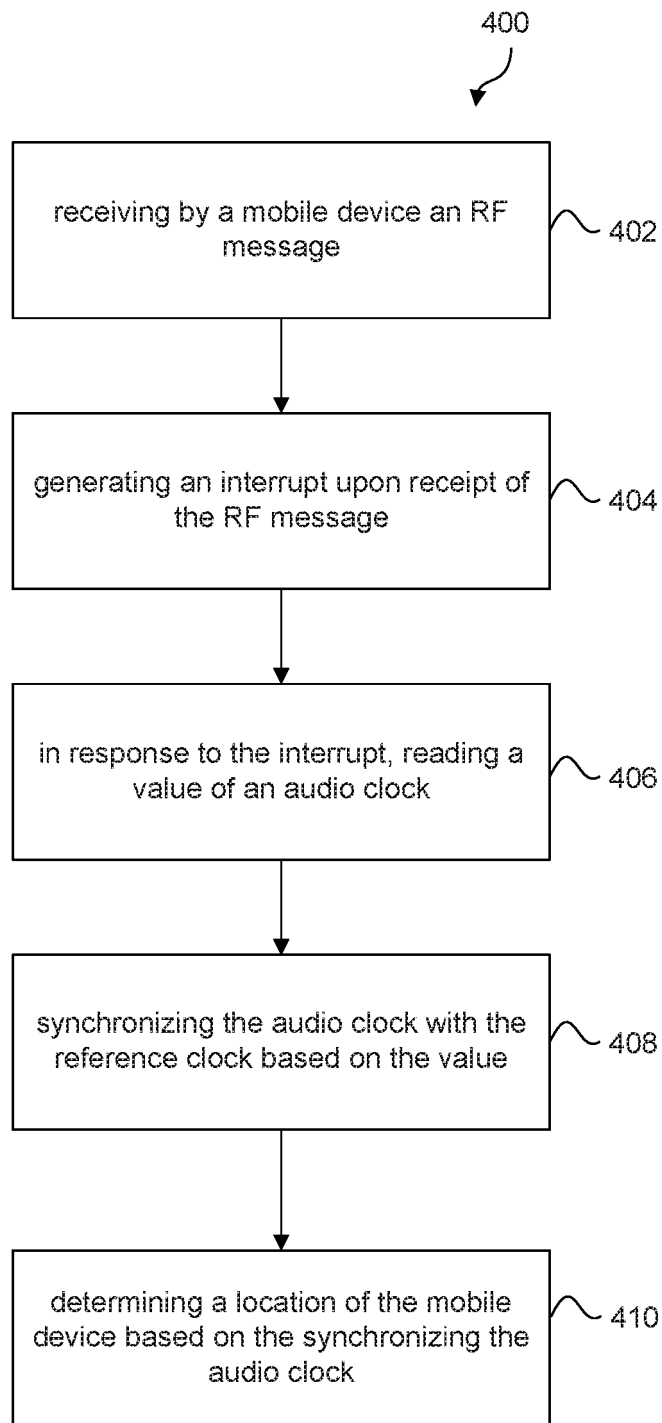 400
receiving by a mobile device an RF
message
402
generating an interrupt upon receipt of
the RF message
404
in response to the interrupt, reading a
value of an audio clock
406
synchronizing the audio clock with the
reference clock based on the value
408
determining a location of the mobile
device based on the synchronizing the
audio clock
410